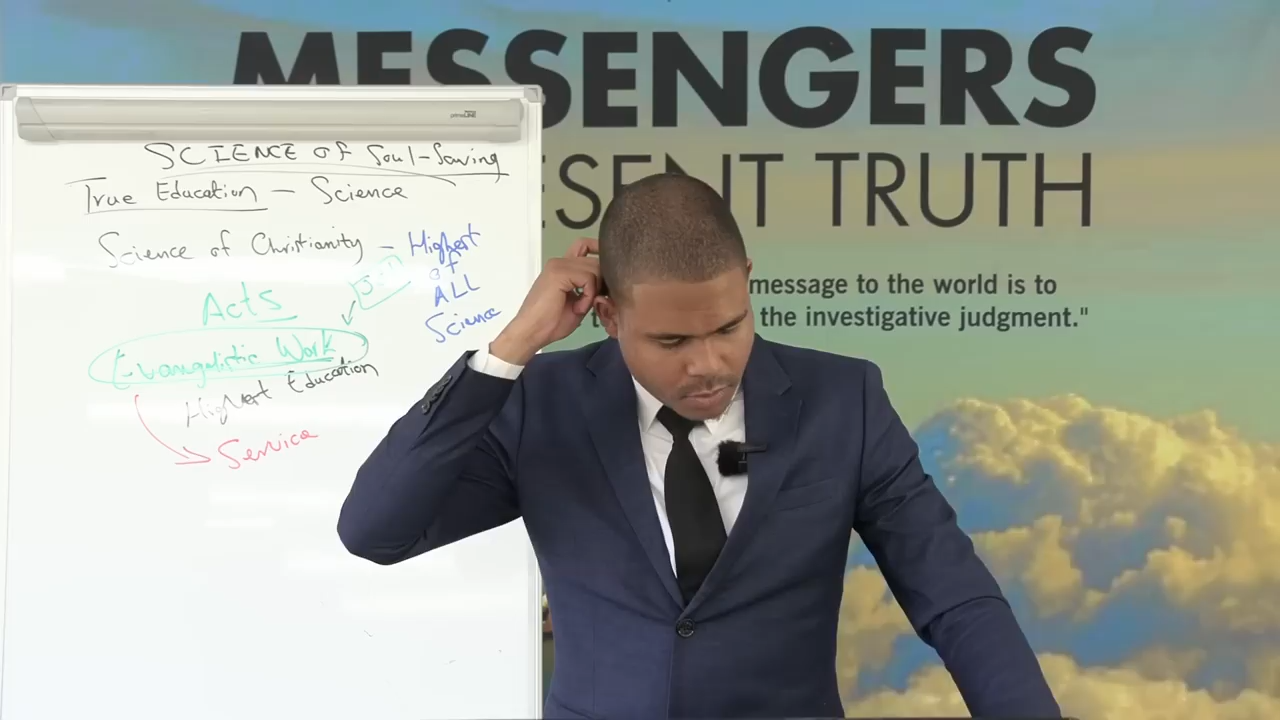 MESSENGERS
ESENT TRUTH
message to the world is to
the investigative judgment."
SCIENCE of Soul-Saving
True Education - Science
Science of Christianity - Highest
of
ALL
Science
Acts
Evangelistic Work
Highest Education
Service